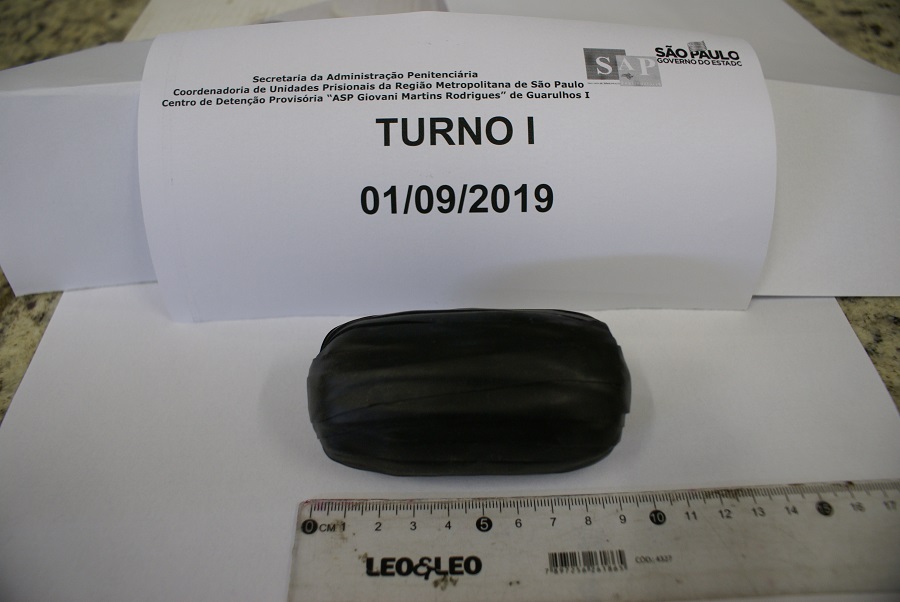 SAP
SÃO PAULO
GOVERNO DO ESTADO
Secretaria da Administração Penitenciária
Coordenadoria de Unidades Prisionais da Região Metropolitana de São Paulo
Centro de Detenção Provisória "ASP Giovani Martins Rodrigues" de Guarulhos I
TURNO I
01/09/2019
0 CM 1 2 3 4 5 6 7 8 9 10 11 12 13 14 15 16 17
LEO&LEO
CÓD.: 4327